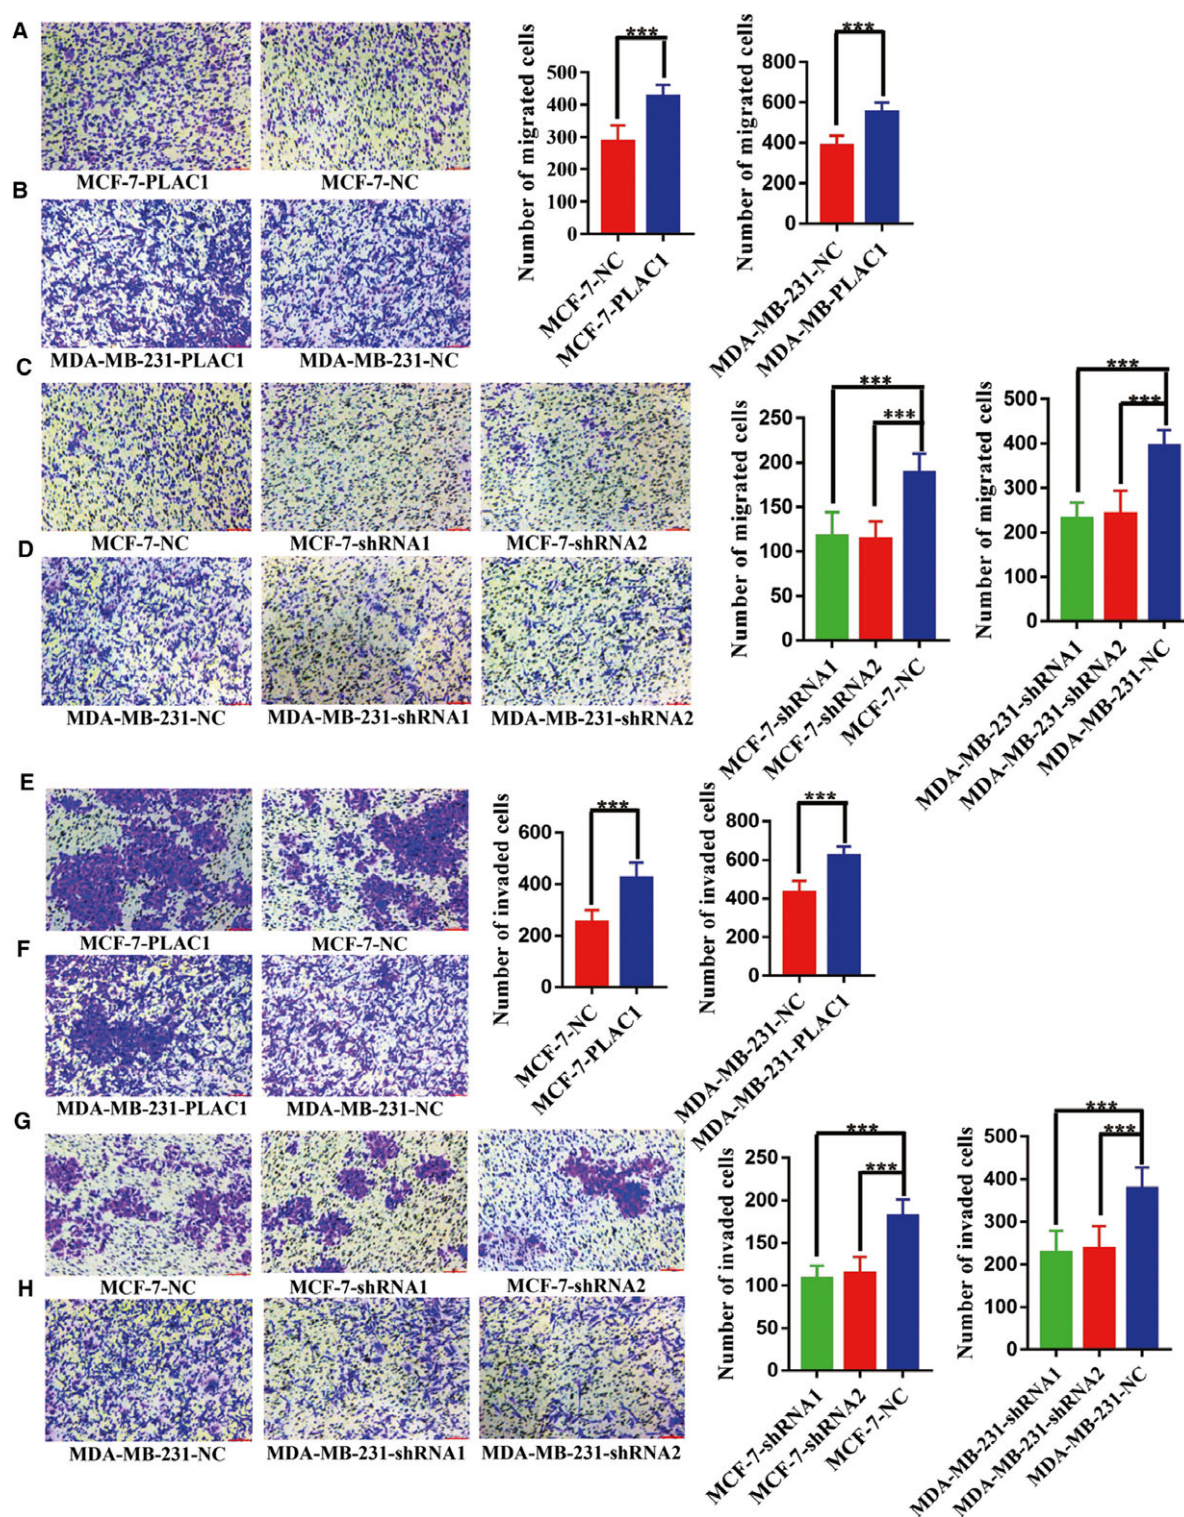 A
MCF-7-PLAC1
MCF-7-NC
B
MDA-MB-231-PLAC1
MDA-MB-231-NC
Number of migrated cells
500
400
300
200
100
0
***
MCF-7-NC
MCF-7-PLAC1
Number of migrated cells
800
600
400
200
0
***
MDA-MB-231-NC
MDA-MB-PLAC1
C
MCF-7-NC
MCF-7-shRNA1
MCF-7-shRNA2
D
MDA-MB-231-NC
MDA-MB-231-shRNA1
MDA-MB-231-shRNA2
Number of migrated cells
250
200
150
100
50
0
***
***
MCF-7-shRNA1
MCF-7-shRNA2
MCF-7-NC
Number of migrated cells
500
400
300
200
100
0
***
***
MDA-MB-231-shRNA1
MDA-MB-231-shRNA2
MDA-MB-231-NC
E
MCF-7-PLAC1
MCF-7-NC
F
MDA-MB-231-PLAC1
MDA-MB-231-NC
Number of invaded cells
600
400
200
0
***
MCF-7-NC
MCF-7-PLAC1
Number of invaded cells
800
600
400
200
0
***
MDA-MB-231-NC
MDA-MB-231-PLAC1
G
MCF-7-NC
MCF-7-shRNA1
MCF-7-shRNA2
H
MDA-MB-231-NC
MDA-MB-231-shRNA1
MDA-MB-231-shRNA2
Number of invaded cells
250
200
150
100
50
0
***
***
MCF-7-shRNA1
MCF-7-shRNA2
MCF-7-NC
Number of invaded cells
500
400
300
200
100
0
***
***
MDA-MB-231-shRNA1
MDA-MB-231-shRNA2
MDA-MB-231-NC